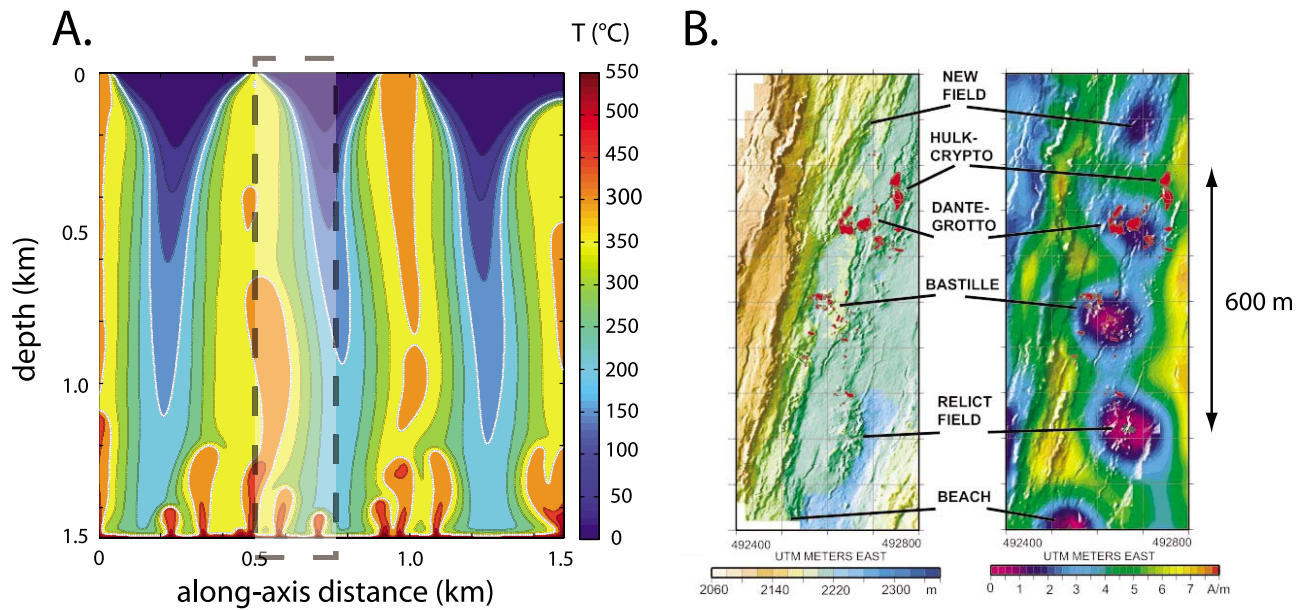 A.
T (°C)
0
0.5
1.0
1.5
depth (km)
0
0.5
1.0
1.5
along-axis distance (km)
550
500
450
400
350
300
250
200
150
100
50
0
B.
NEW
FIELD
HULK-
CRYPTO
DANTE-
GROTTO
BASTILLE
RELICT
FIELD
BEACH
600 m
492400 492800
UTM METERS EAST
2060 2140 2220 2300 m
492400 492800
UTM METERS EAST
0 1 2 3 4 5 6 7 A/m